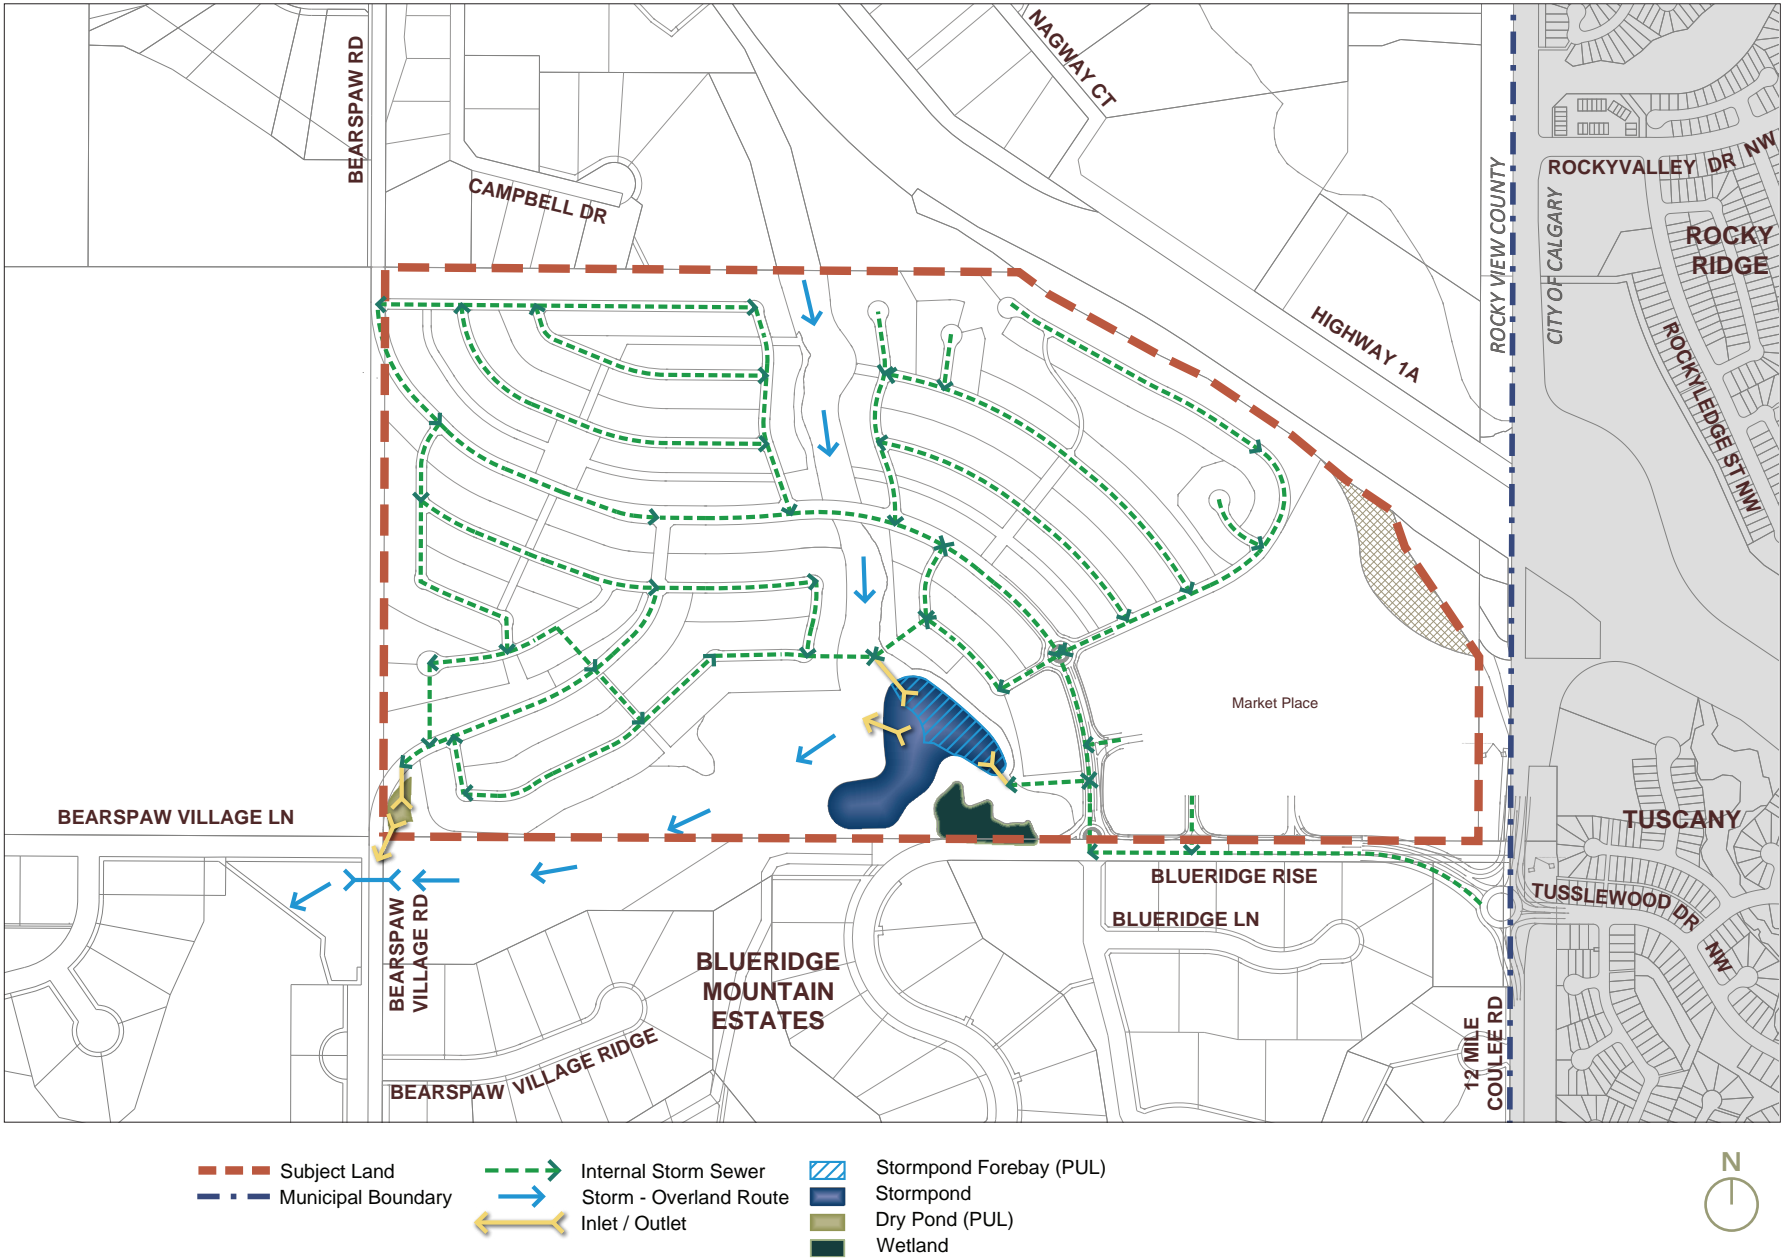 BEARSPAW RD
NAGWAY CT
CAMPBELL DR
ROCKYVALLEY DR NW
ROCKY VIEW COUNTY
CITY OF CALGARY
ROCKY
RIDGE
HIGHWAY 1A
ROCKYLEDGE ST NW
Market Place
BEARSPAW VILLAGE LN
TUSCANY
BLUERIDGE RISE
TUSSLEWOOD DR NW
BLUERIDGE LN
BEARSPAW
VILLAGE RD
BLUERIDGE
MOUNTAIN
ESTATES
12 MILE
COULEE RD
BEARSPAW VILLAGE RIDGE
Subject Land
Municipal Boundary
Internal Storm Sewer
Storm - Overland Route
Inlet / Outlet
Stormpond Forebay (PUL)
Stormpond
Dry Pond (PUL)
Wetland
N